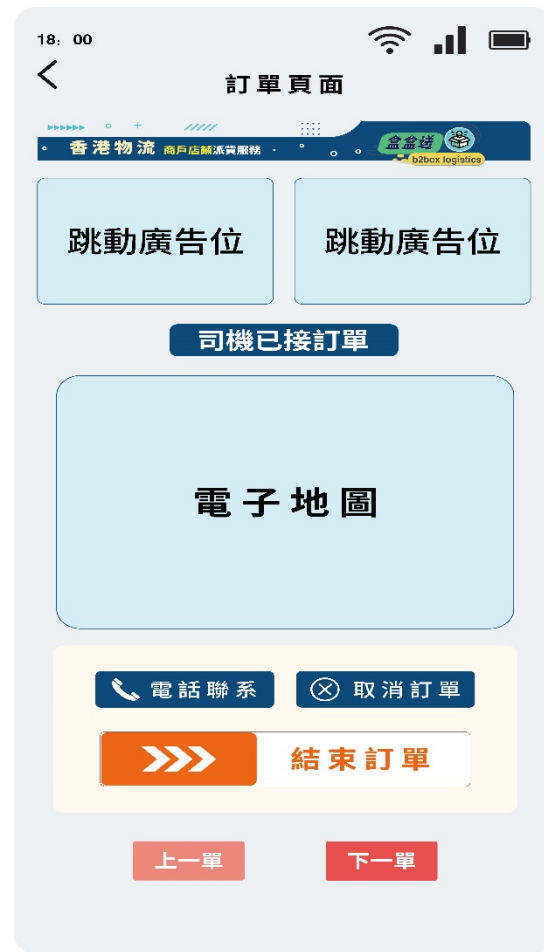 18：00
訂單頁面
香港物流 商戶店舖派貨服務
盒盒送
b2box logistics
跳動廣告位 跳動廣告位
司機已接訂單
電子地圖
電話聯系 取消訂單
結束訂單
上一單 下一單